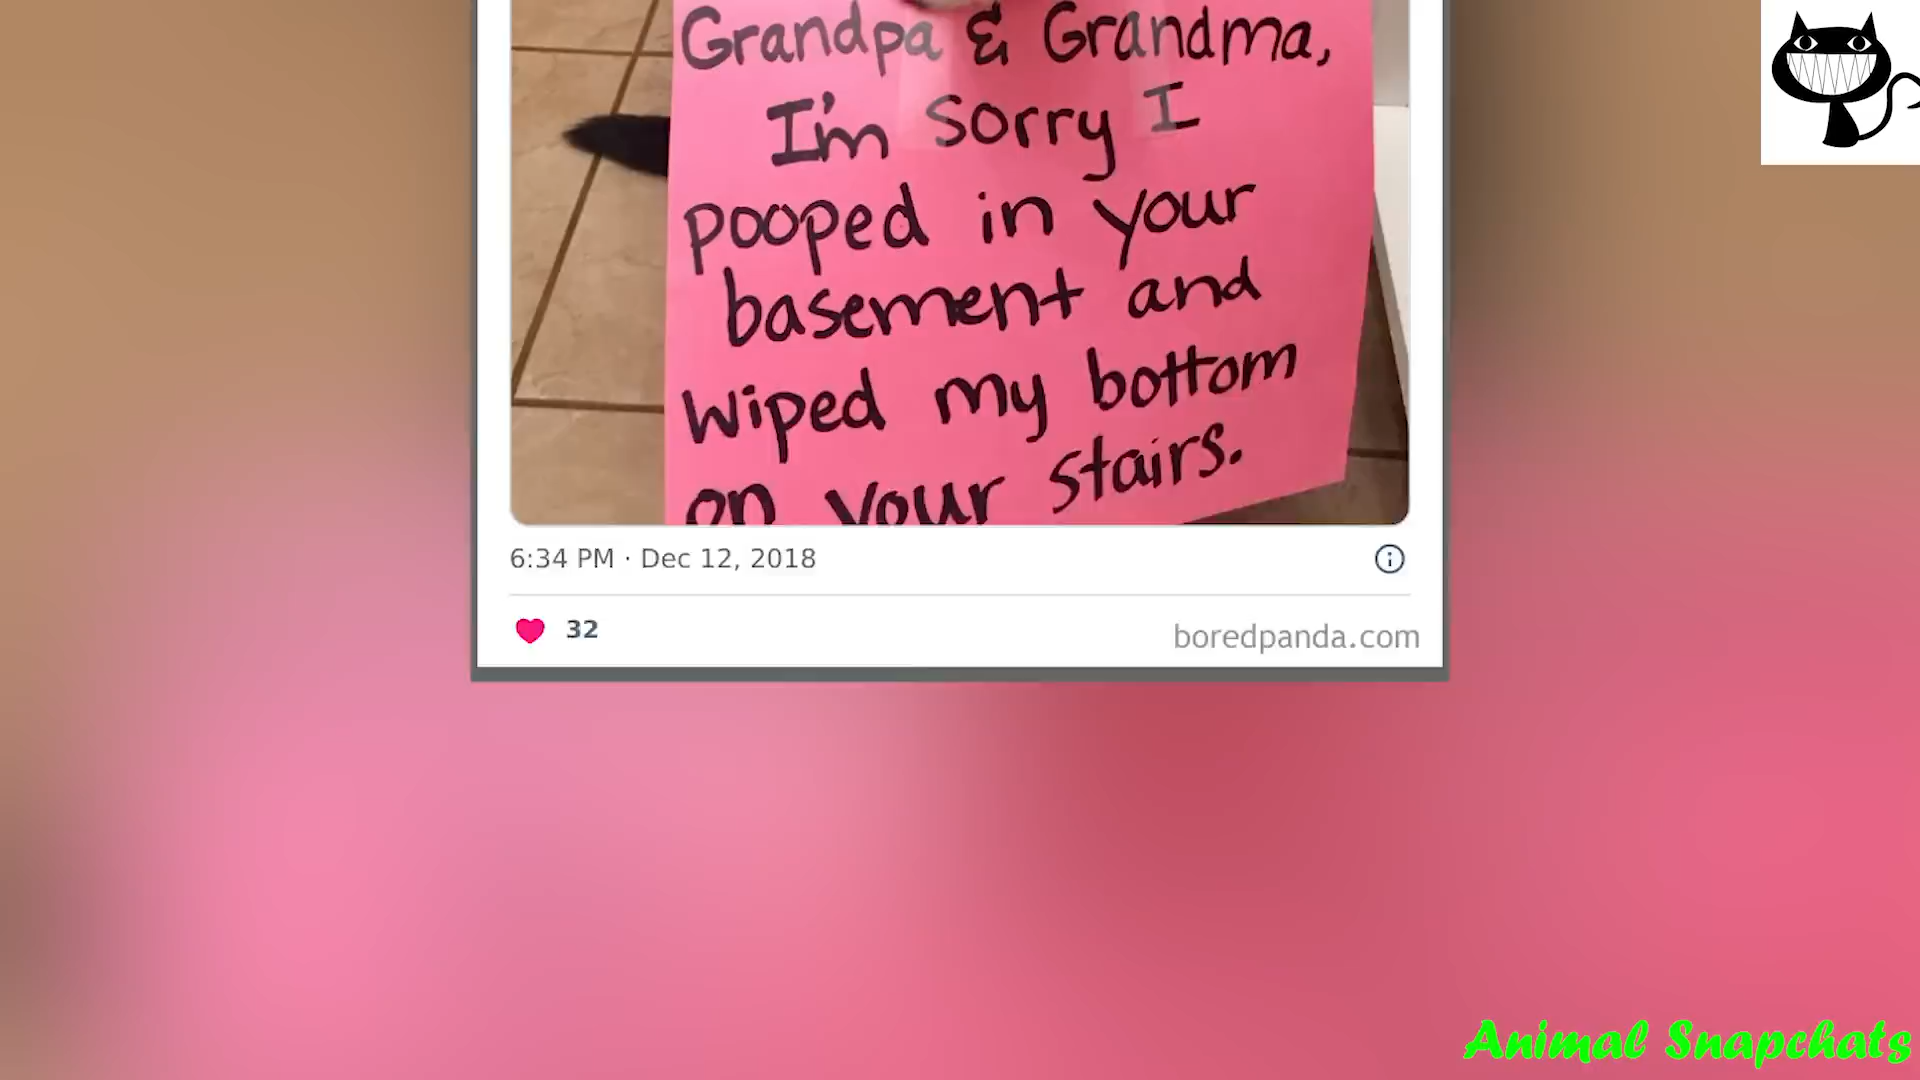 Grandpa & Grandma,
I'm sorry I
pooped in your
basement and
wiped my bottom
on your stairs.
6:34 PM · Dec 12, 2018
32
boredpanda.com
Animal Snapchats